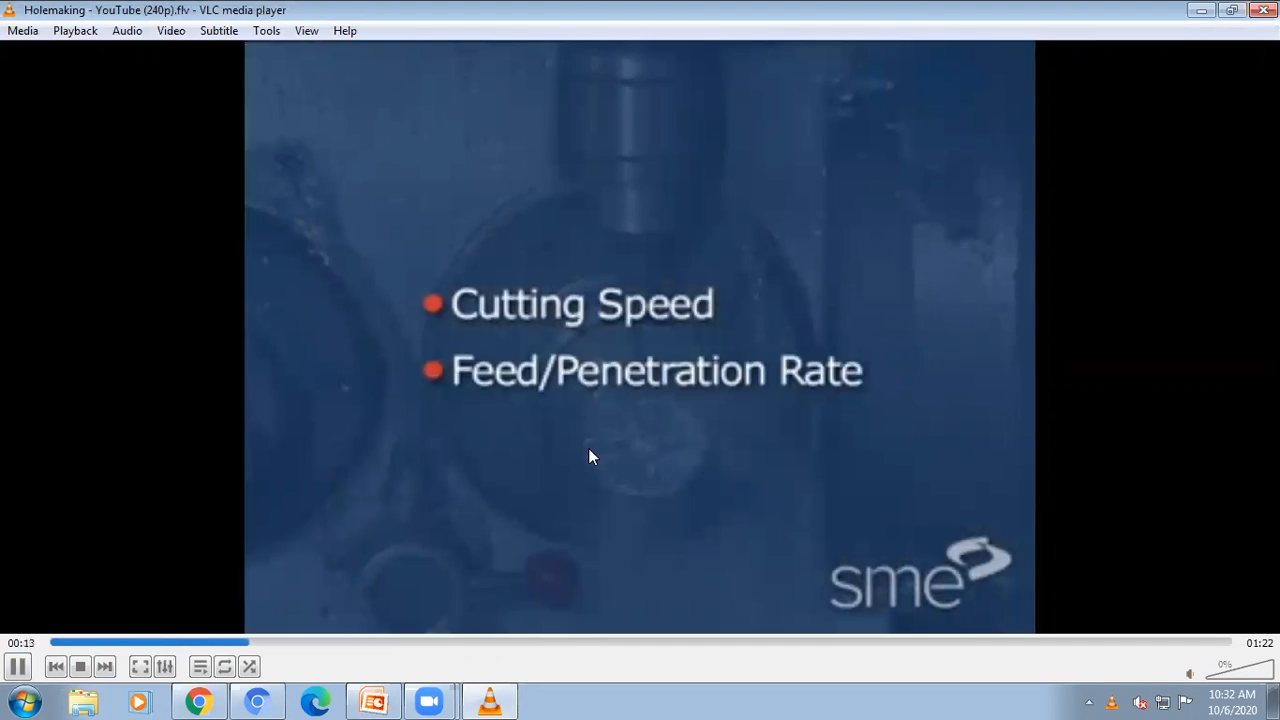 Holemaking - YouTube (240p).flv - VLC media player
Media Playback Audio Video Subtitle Tools View Help
• Cutting Speed
• Feed/Penetration Rate
sme
00:13 01:22
0%
10:32 AM
10/6/2020